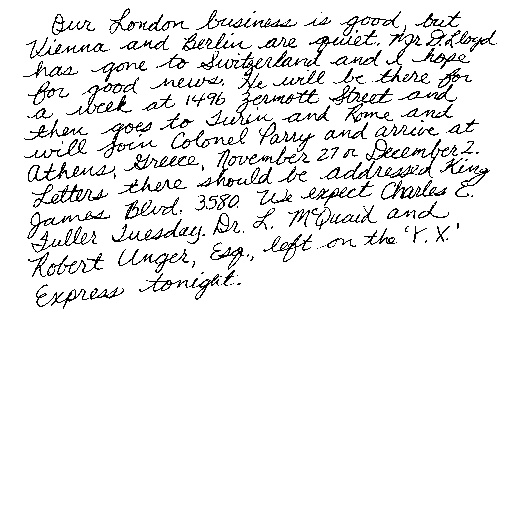 Our London business is good, but
Vienna and Berlin are quiet. Mr. D. Lloyd
has gone to Switzerland and I hope
for good news. He will be there for
a week at 1496 Zermott Street and
then goes to Turin and Rome and
will join Colonel Parry and arrive at
Athens, Greece, November 27 or December 2.
Letters there should be addressed King
James Blvd. 3580. We expect Charles E.
Fuller Tuesday. Dr. L. McQuaid and
Robert Unger, Esq., left on the 'Y.X.'
Express tonight.